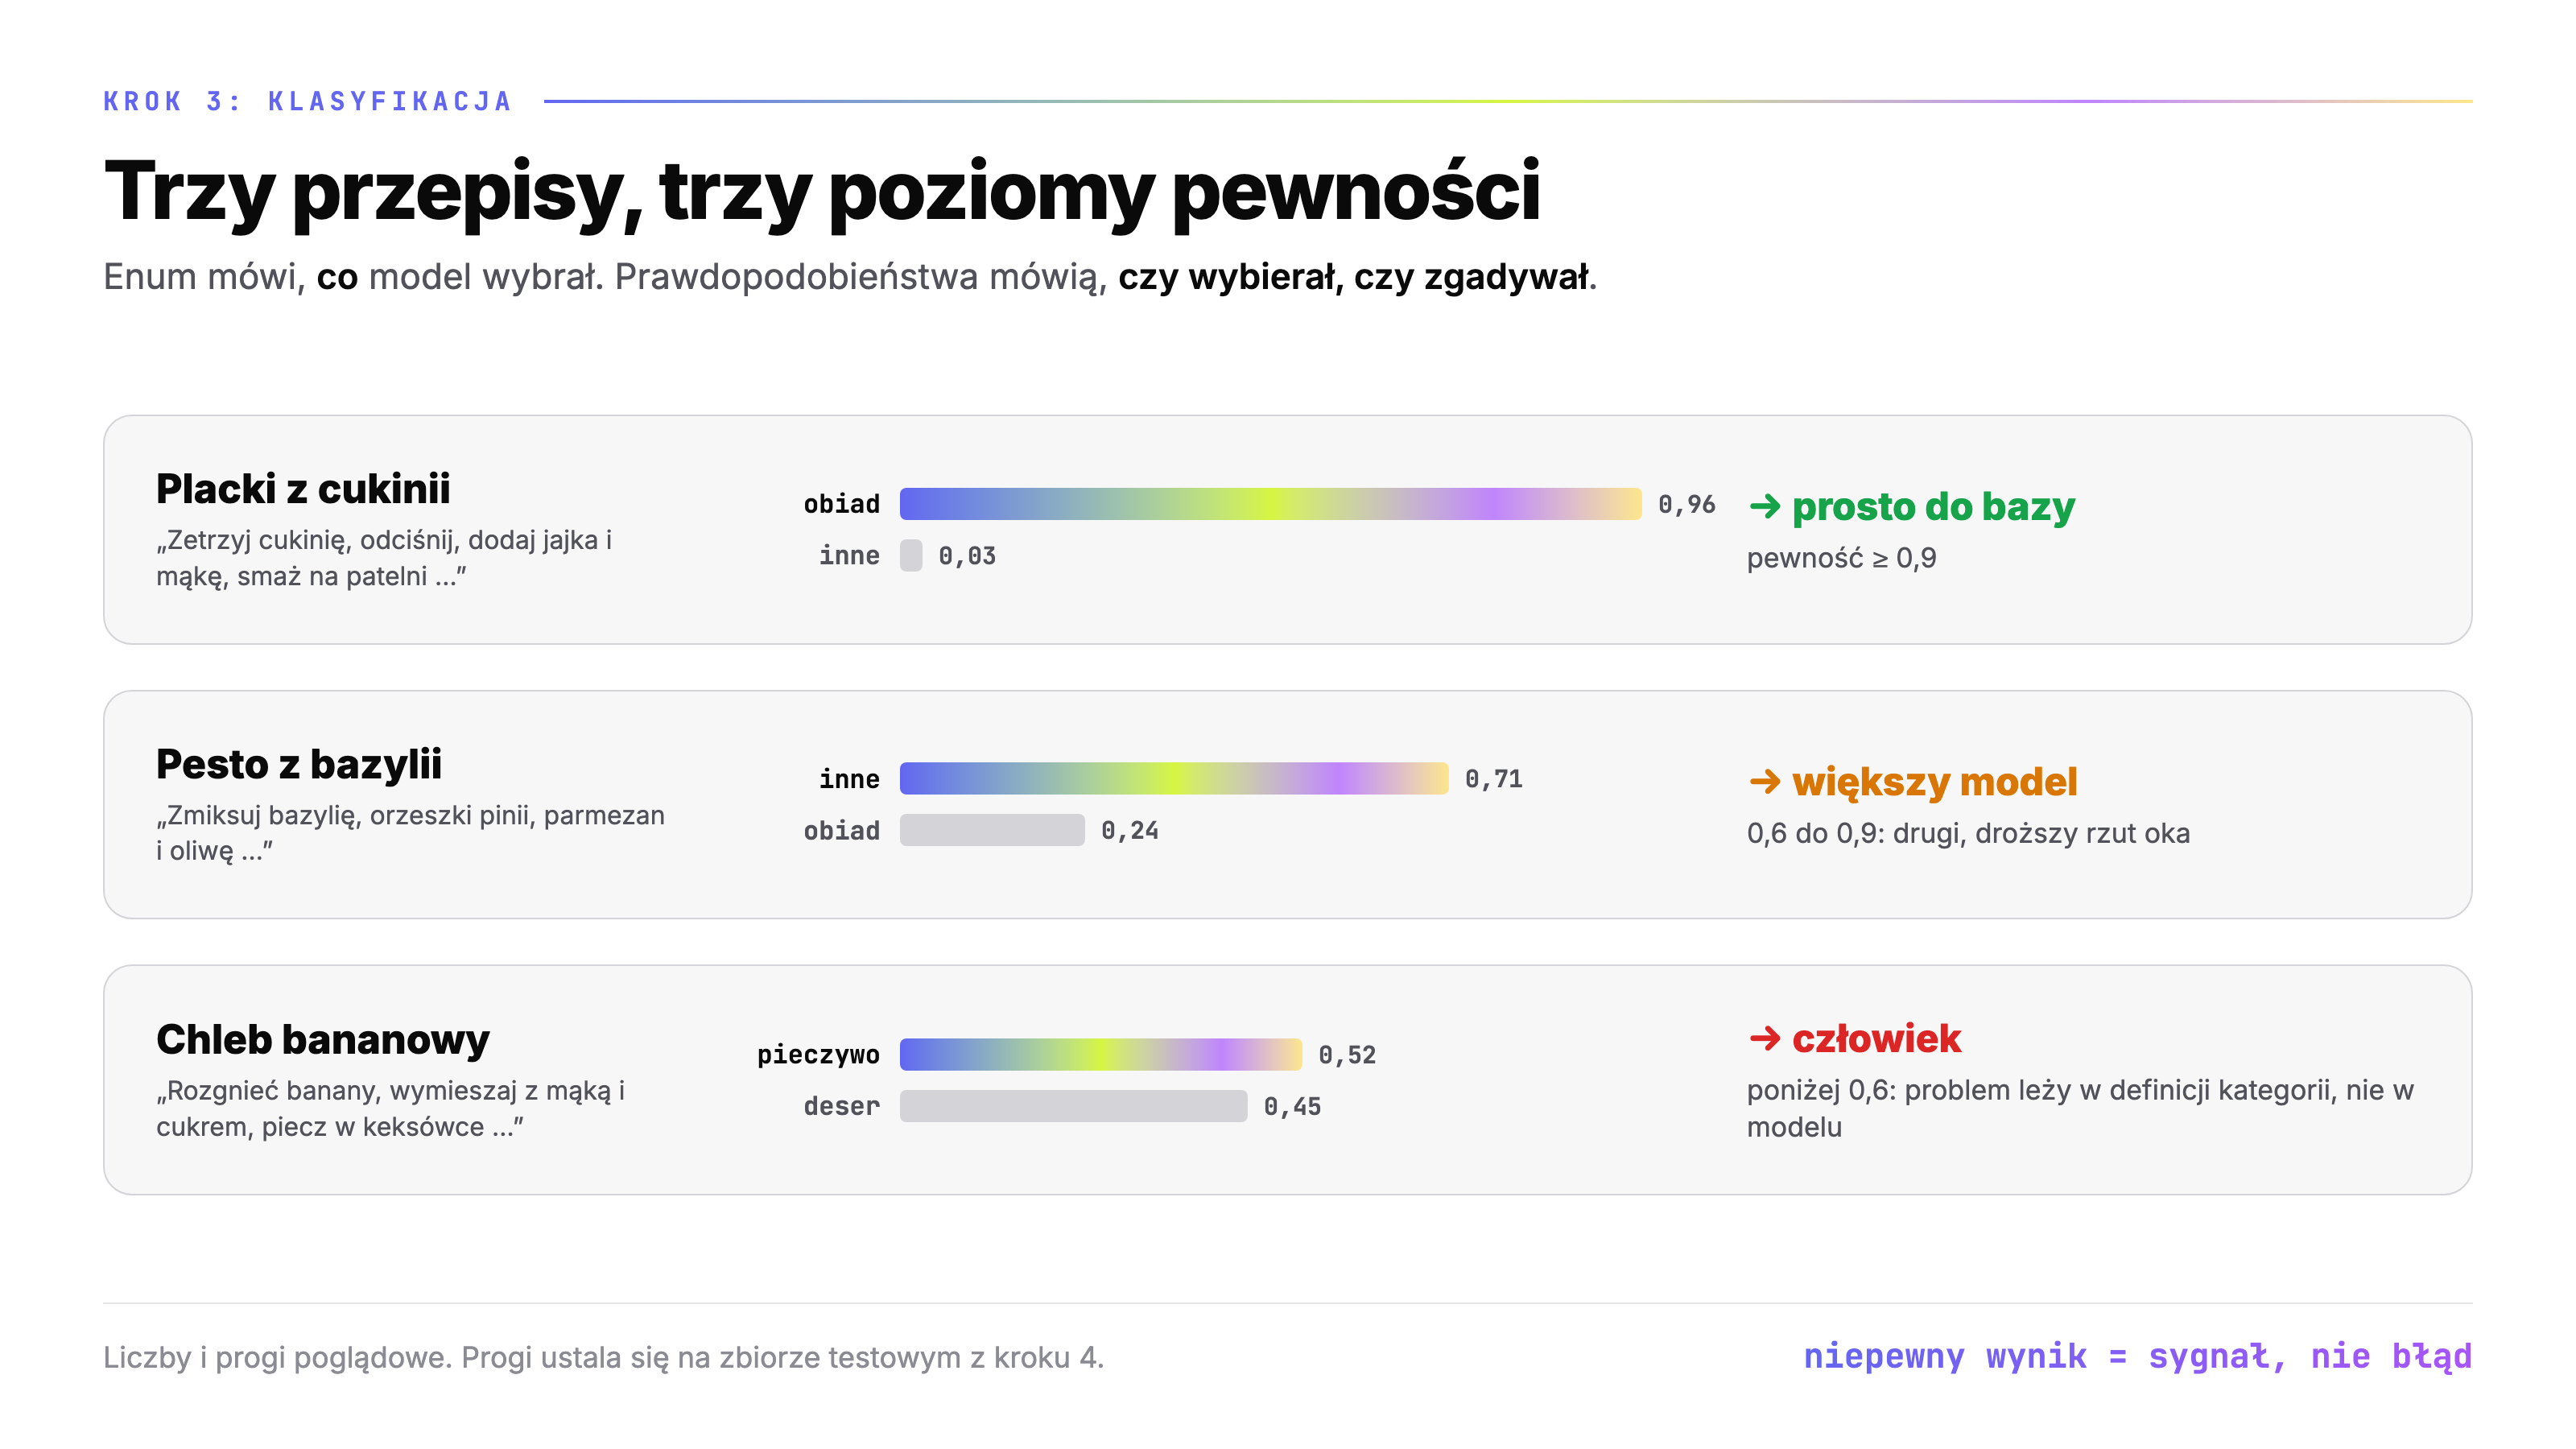 KROK 3: KLASYFIKACJA
Trzy przepisy, trzy poziomy pewności
Enum mówi, co model wybrał. Prawdopodobieństwa mówią, czy wybierał, czy zgadywał.
Placki z cukinii
„Zetrzyj cukinię, odciśnij, dodaj jajka i
mąkę, smaż na patelni ...”
obiad 0,96
inne 0,03
→ prosto do bazy
pewność ≥ 0,9
Pesto z bazylii
„Zmiksuj bazylię, orzeszki pinii, parmezan
i oliwę ...”
inne 0,71
obiad 0,24
→ większy model
0,6 do 0,9: drugi, droższy rzut oka
Chleb bananowy
„Rozgnieć banany, wymieszaj z mąką i
cukrem, piecz w keksówce ...”
pieczywo 0,52
deser 0,45
→ człowiek
poniżej 0,6: problem leży w definicji kategorii, nie w
modelu
Liczby i progi poglądowe. Progi ustala się na zbiorze testowym z kroku 4.
niepewny wynik = sygnał, nie błąd